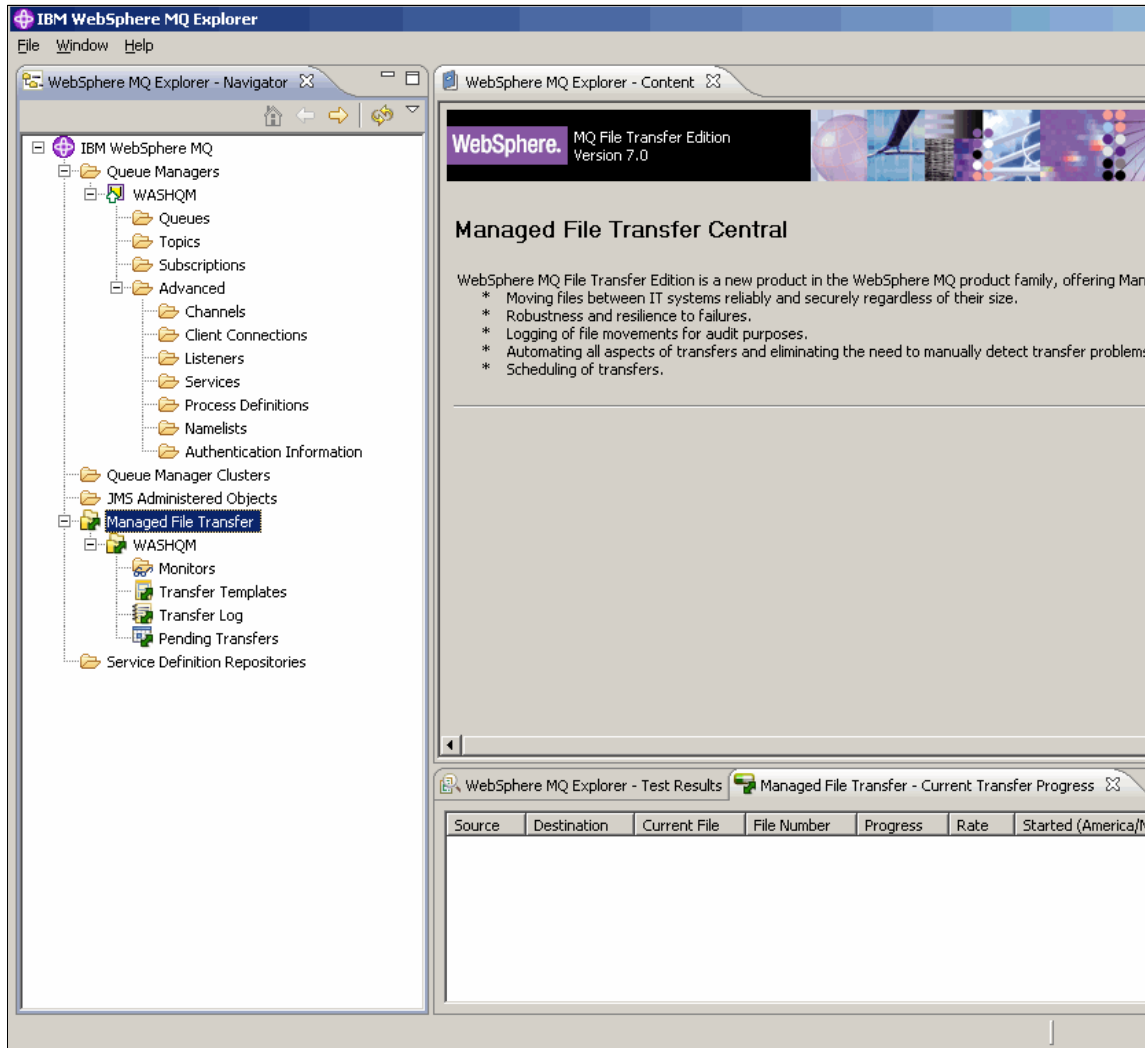 IBM WebSphere MQ Explorer
File Window Help
WebSphere MQ Explorer - Navigator
IBM WebSphere MQ
Queue Managers
WASHQM
Queues
Topics
Subscriptions
Advanced
Channels
Client Connections
Listeners
Services
Process Definitions
Namelists
Authentication Information
Queue Manager Clusters
JMS Administered Objects
Managed File Transfer
WASHQM
Monitors
Transfer Templates
Transfer Log
Pending Transfers
Service Definition Repositories
WebSphere MQ Explorer - Content
WebSphere. MQ File Transfer Edition
Version 7.0
Managed File Transfer Central
WebSphere MQ File Transfer Edition is a new product in the WebSphere MQ product family, offering Man
* Moving files between IT systems reliably and securely regardless of their size.
* Robustness and resilience to failures.
* Logging of file movements for audit purposes.
* Automating all aspects of transfers and eliminating the need to manually detect transfer problems
* Scheduling of transfers.
WebSphere MQ Explorer - Test Results Managed File Transfer - Current Transfer Progress
Source Destination Current File File Number Progress Rate Started (America/N